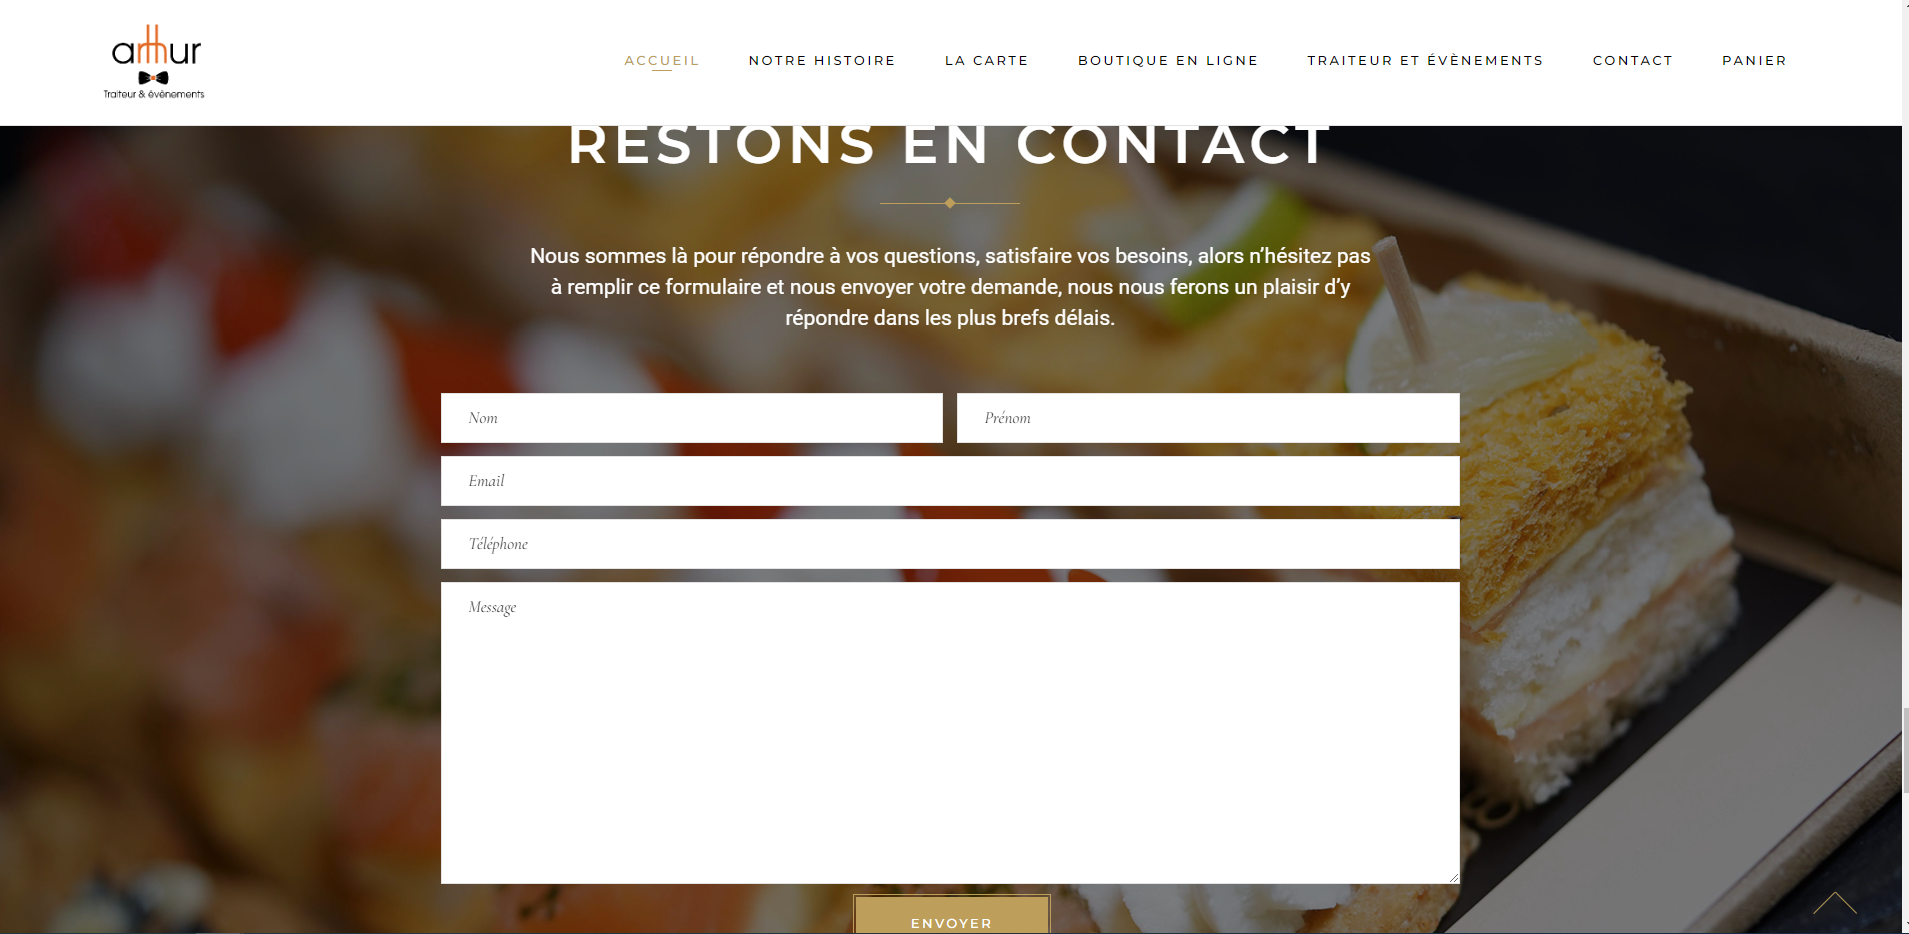 arthur
Traiteur & évènements
ACCUEIL
NOTRE HISTOIRE
LA CARTE
BOUTIQUE EN LIGNE
TRAITEUR ET ÉVÈNEMENTS
CONTACT
PANIER
RESTONS EN CONTACT
Nous sommes là pour répondre à vos questions, satisfaire vos besoins, alors n’hésitez pas
à remplir ce formulaire et nous envoyer votre demande, nous nous ferons un plaisir d’y
répondre dans les plus brefs délais.
Nom
Prénom
Email
Téléphone
Message
ENVOYER